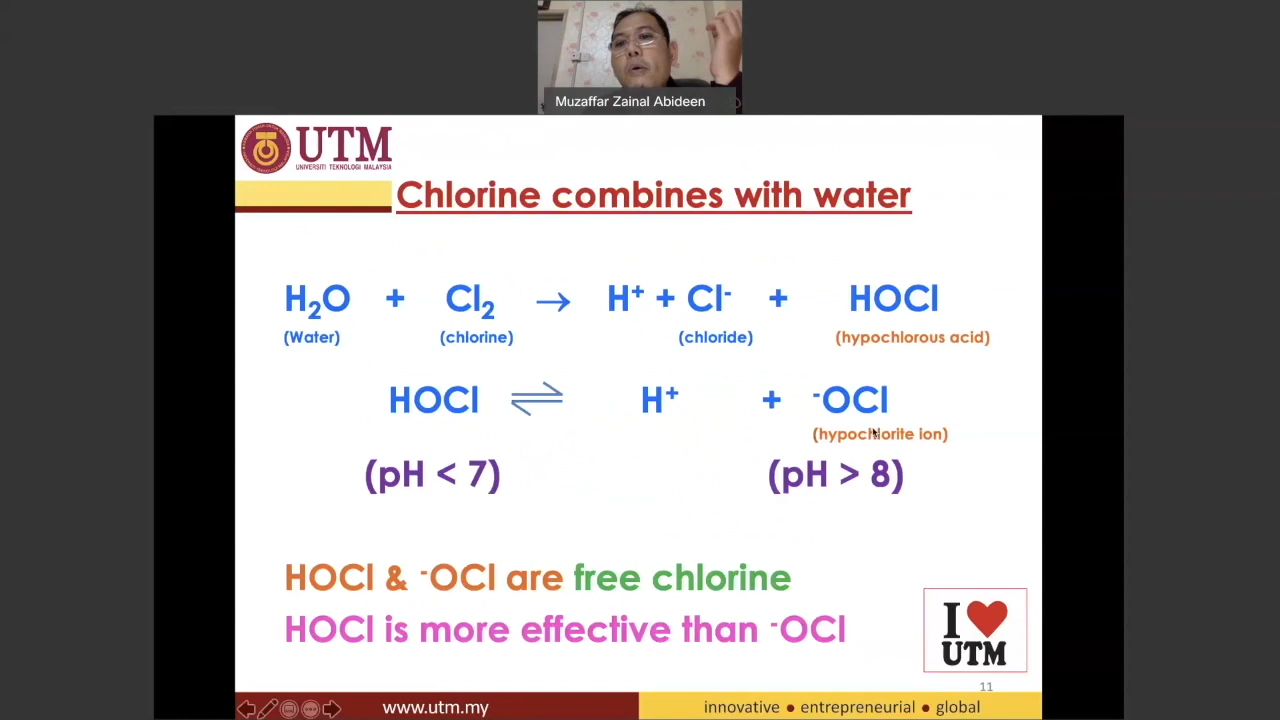 Muzaffar Zainal Abideen
UTM
UNIVERSITI TEKNOLOGI MALAYSIA
Chlorine combines with water
H₂O + Cl₂ → H⁺ + Cl⁻ + HOCl
(Water) (chlorine) (chloride) (hypochlorous acid)
HOCl ⇌ H⁺ + ⁻OCl
(hypochlorite ion)
(pH < 7) (pH > 8)
HOCl & ⁻OCl are free chlorine
HOCl is more effective than ⁻OCl
I ♥
UTM
11
www.utm.my innovative ● entrepreneurial ● global